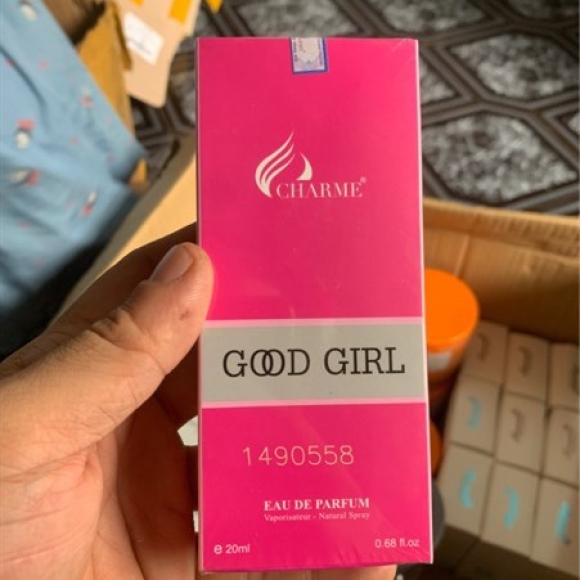 CHARME®
GOOD GIRL
1490558
EAU DE PARFUM
Vaporisateur - Natural Spray
e 20ml 0.68 fl.oz